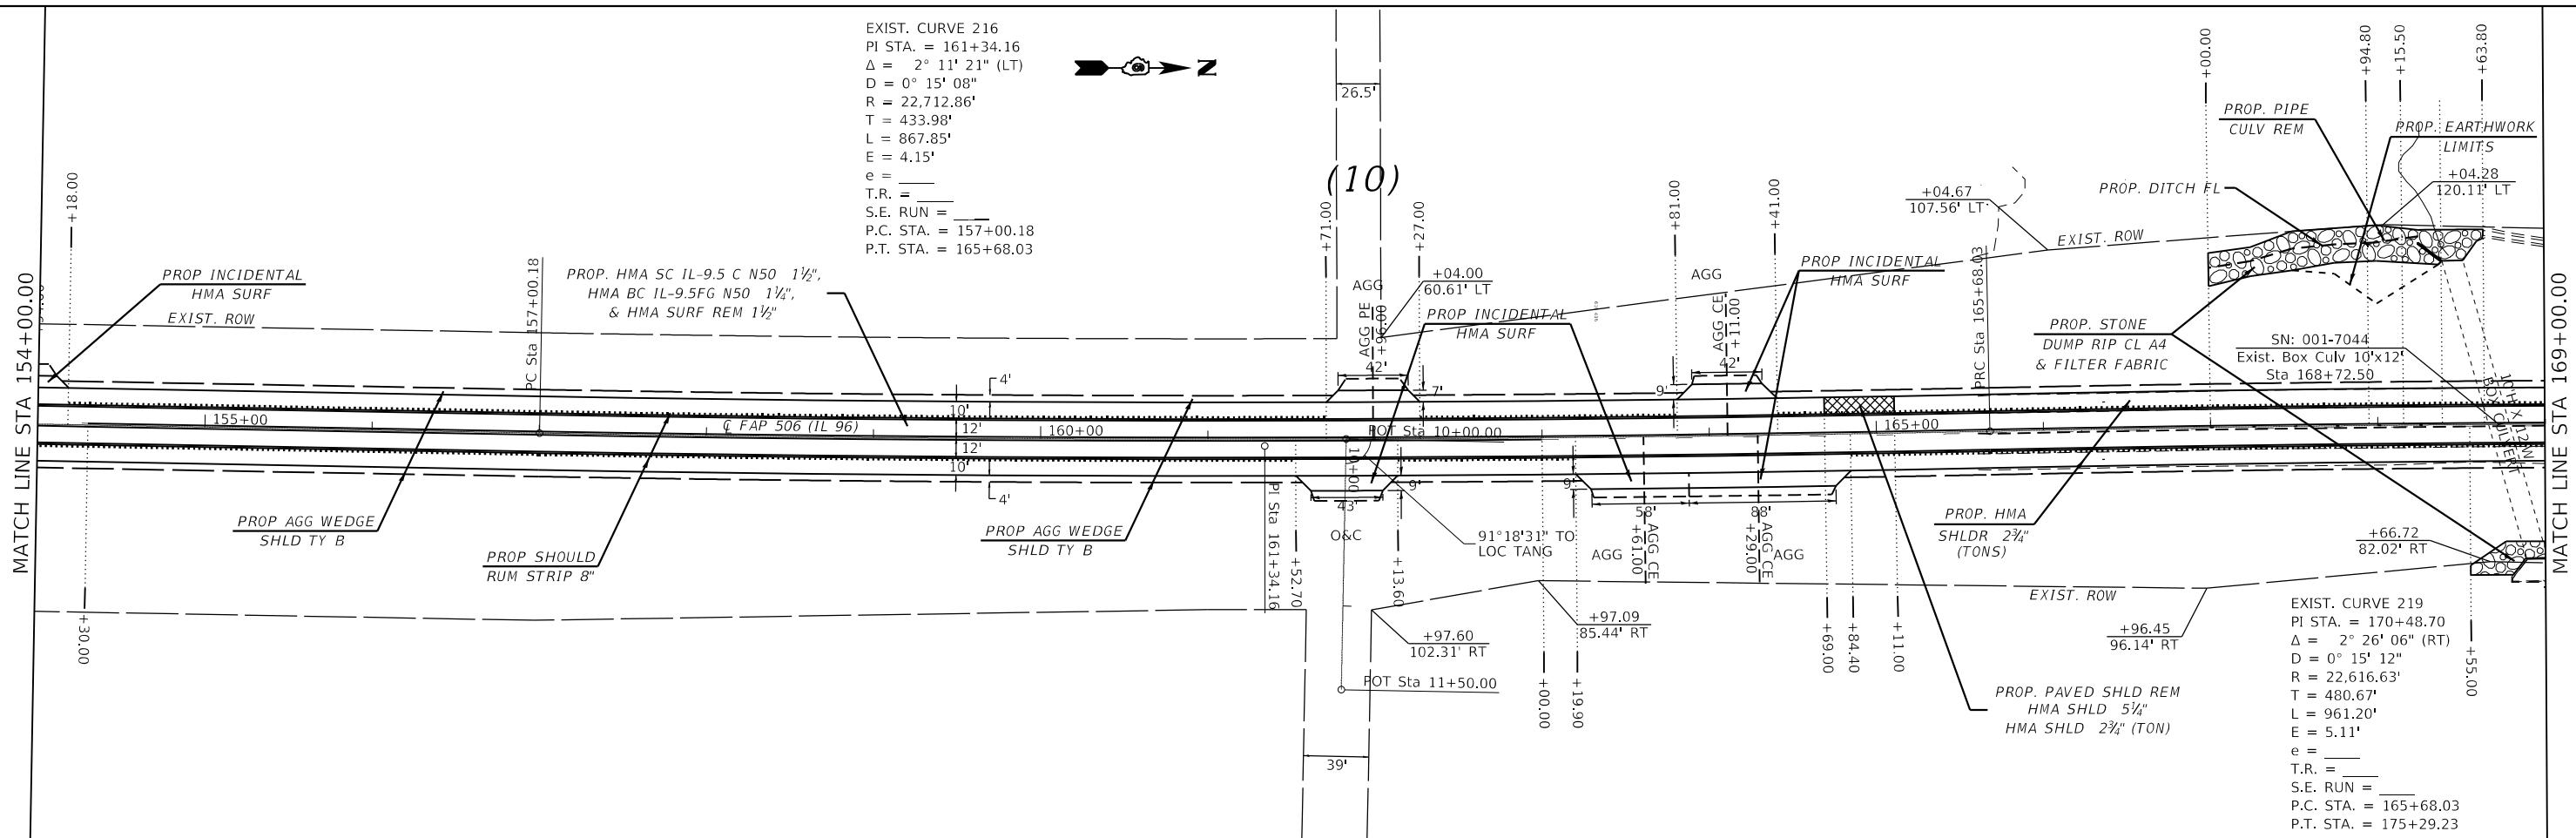 EXIST. CURVE 216
PI STA. = 161+34.16
Δ = 2° 11' 21" (LT)
D = 0° 15' 08"
R = 22,712.86'
T = 433.98'
L = 867.85'
E = 4.15'
e = ____
T.R. = ____
S.E. RUN = ____
P.C. STA. = 157+00.18
P.T. STA. = 165+68.03
N
26.5'
(10)
MATCH LINE STA 154+00.00
+18.00
PROP INCIDENTAL
HMA SURF
EXIST. ROW
PC Sta 157+00.18
PROP. HMA SC IL-9.5 C N50 1½",
HMA BC IL-9.5FG N50 1¼",
& HMA SURF REM 1½"
+71.00
AGG
AGG PE
+96.00
42'
+27.00
+04.00
60.61' LT
PROP INCIDENTAL
HMA SURF
+81.00
AGG
AGG CE
+11.00
42'
+41.00
PROP INCIDENTAL
HMA SURF
+04.67
107.56' LT
EXIST. ROW
PRC Sta 165+68.03
+00.00
+94.80
+15.50
+63.80
PROP. PIPE
CULV REM
PROP. EARTHWORK
LIMITS
PROP. DITCH FL
+04.28
120.11' LT
PROP. STONE
DUMP RIP CL A4
& FILTER FABRIC
SN: 001-7044
Exist. Box Culv 10'x12'
Sta 168+72.50
MATCH LINE STA 169+00.00
4'
7'
9'
10'
12'
12'
10'
4'
155+00
℄ FAP 506 (IL 96)
160+00
POT Sta 10+00.00
165+00
10+00
9'
9'
43'
O&C
58'
88'
AGG
+61.00
AGG CE
+29.00
AGG CE
AGG
PROP AGG WEDGE
SHLD TY B
PROP SHOULD
RUM STRIP 8"
PROP AGG WEDGE
SHLD TY B
PI Sta 161+34.16
+52.70
+13.60
91°18'31" TO
LOC TANG
+30.00
+97.60
102.31' RT
+97.09
85.44' RT
POT Sta 11+50.00
39'
+00.00
+19.90
+69.00
+84.40
+11.00
PROP. HMA
SHLDR 2¾"
(TONS)
PROP. PAVED SHLD REM
HMA SHLD 5¼"
HMA SHLD 2¾" (TON)
EXIST. ROW
+96.45
96.14' RT
+66.72
82.02' RT
+55.00
EXIST. CURVE 219
PI STA. = 170+48.70
Δ = 2° 26' 06" (RT)
D = 0° 15' 12"
R = 22,616.63'
T = 480.67'
L = 961.20'
E = 5.11'
e = ____
T.R. = ____
S.E. RUN = ____
P.C. STA. = 165+68.03
P.T. STA. = 175+29.23